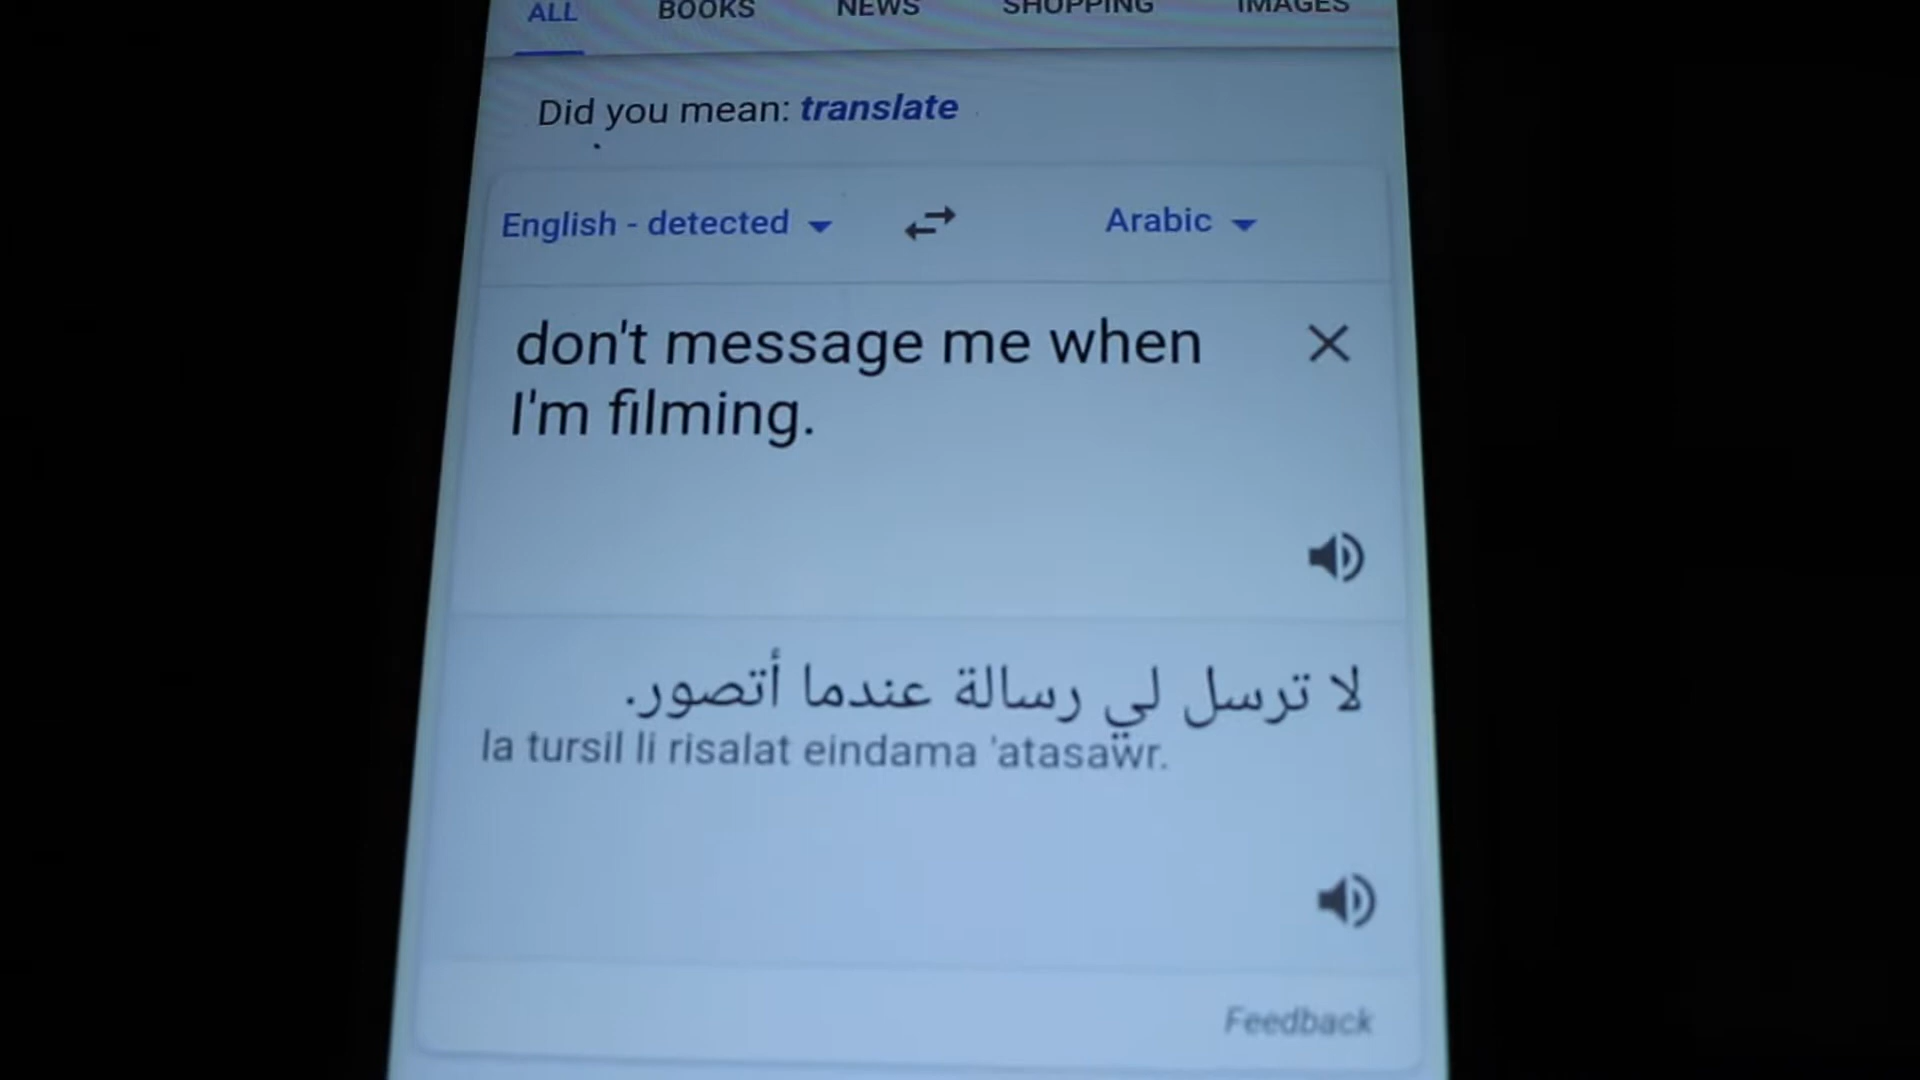 ALL BOOKS NEWS SHOPPING IMAGES
Did you mean: translate
English - detected Arabic
don't message me when
I'm filming.
لا ترسل لي رسالة عندما أتصور.
la tursil li risalat eindama 'atasawr.
Feedback